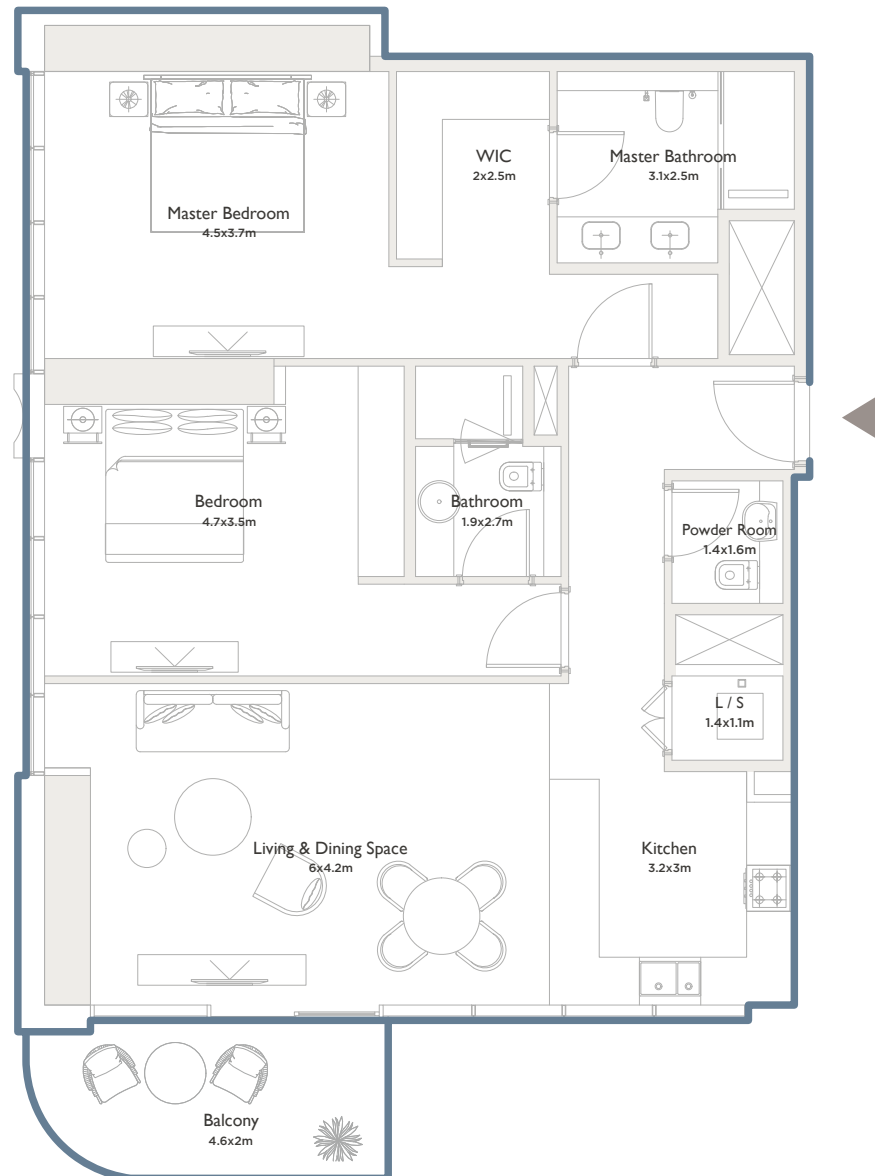 WIC
2x2.5m
Master Bathroom
3.1x2.5m
Master Bedroom
4.5x3.7m
Bedroom
4.7x3.5m
Bathroom
1.9x2.7m
Powder Room
1.4x1.6m
L / S
1.4x1.1m
Living & Dining Space
6x4.2m
Kitchen
3.2x3m
Balcony
4.6x2m